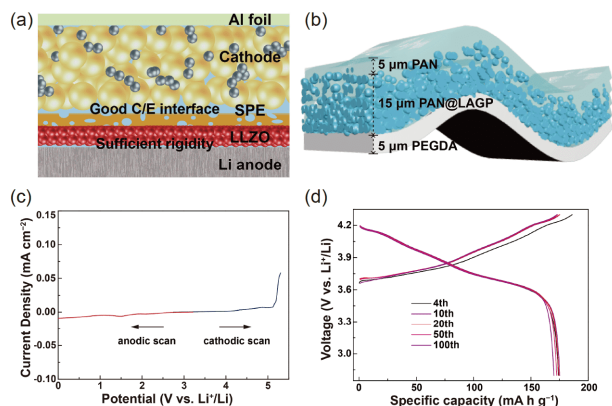 (a)
Al foil
Cathode
Good C/E interface
SPE
LLZO
Sufficient rigidity
Li anode
(b)
5 μm PAN
15 μm PAN@LAGP
5 μm PEGDA
(c)
Current Density (mA cm⁻²)
0.15
0.10
0.05
0.00
-0.05
-0.10
anodic scan
cathodic scan
0 1 2 3 4 5
Potential (V vs. Li⁺/Li)
(d)
Voltage (V vs. Li⁺/Li)
4.2
3.9
3.6
3.3
3.0
4th
10th
20th
50th
100th
0 50 100 150 200
Specific capacity (mA h g⁻¹)